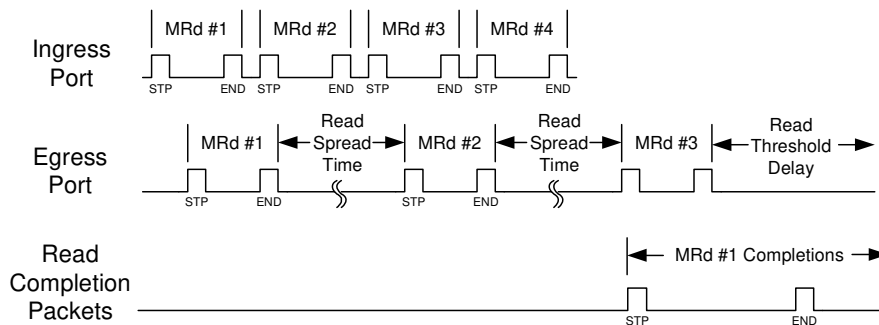 MRd #1 MRd #2 MRd #3 MRd #4
Ingress
Port
STP END STP END STP END STP END
Read
Spread
Time
Read
Spread
Time
Read
Threshold
Delay
MRd #1 MRd #2 MRd #3
Egress
Port
STP END STP END
Read
Completion
Packets
MRd #1 Completions
STP END